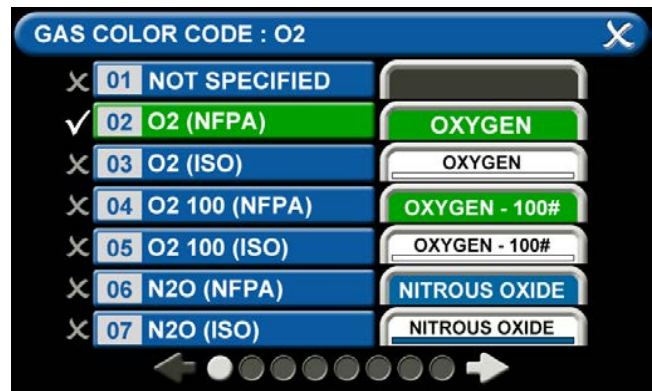 GAS COLOR CODE : O2
01 NOT SPECIFIED
02 O2 (NFPA) OXYGEN
03 O2 (ISO) OXYGEN
04 O2 100 (NFPA) OXYGEN - 100#
05 O2 100 (ISO) OXYGEN - 100#
06 N2O (NFPA) NITROUS OXIDE
07 N2O (ISO) NITROUS OXIDE